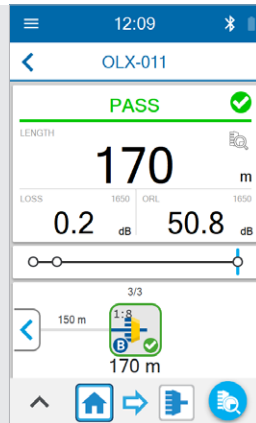 12:09
OLX-011
PASS
LENGTH
170 m
LOSS 1650 ORL 1650
0.2 dB 50.8 dB
3/3
150 m
1:8
B
170 m